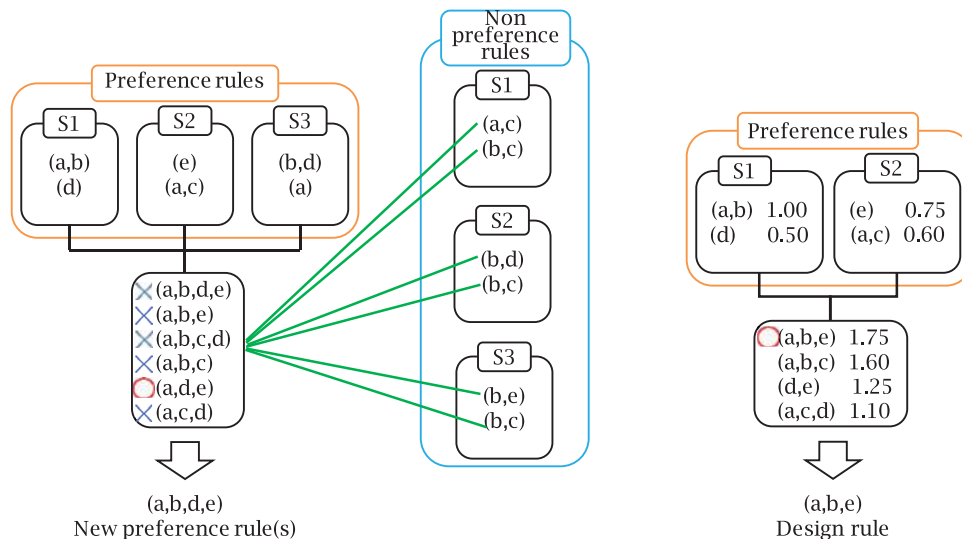 Preference rules
S1
(a,b)
(d)
S2
(e)
(a,c)
S3
(b,d)
(a)
(a,b,d,e)
(a,b,e)
(a,b,c,d)
(a,b,c)
(a,d,e)
(a,c,d)
(a,b,d,e)
New preference rule(s)
Non
preference
rules
S1
(a,c)
(b,c)
S2
(b,d)
(b,c)
S3
(b,e)
(b,c)
Preference rules
S1
(a,b) 1.00
(d) 0.50
S2
(e) 0.75
(a,c) 0.60
(a,b,e) 1.75
(a,b,c) 1.60
(d,e) 1.25
(a,c,d) 1.10
(a,b,e)
Design rule